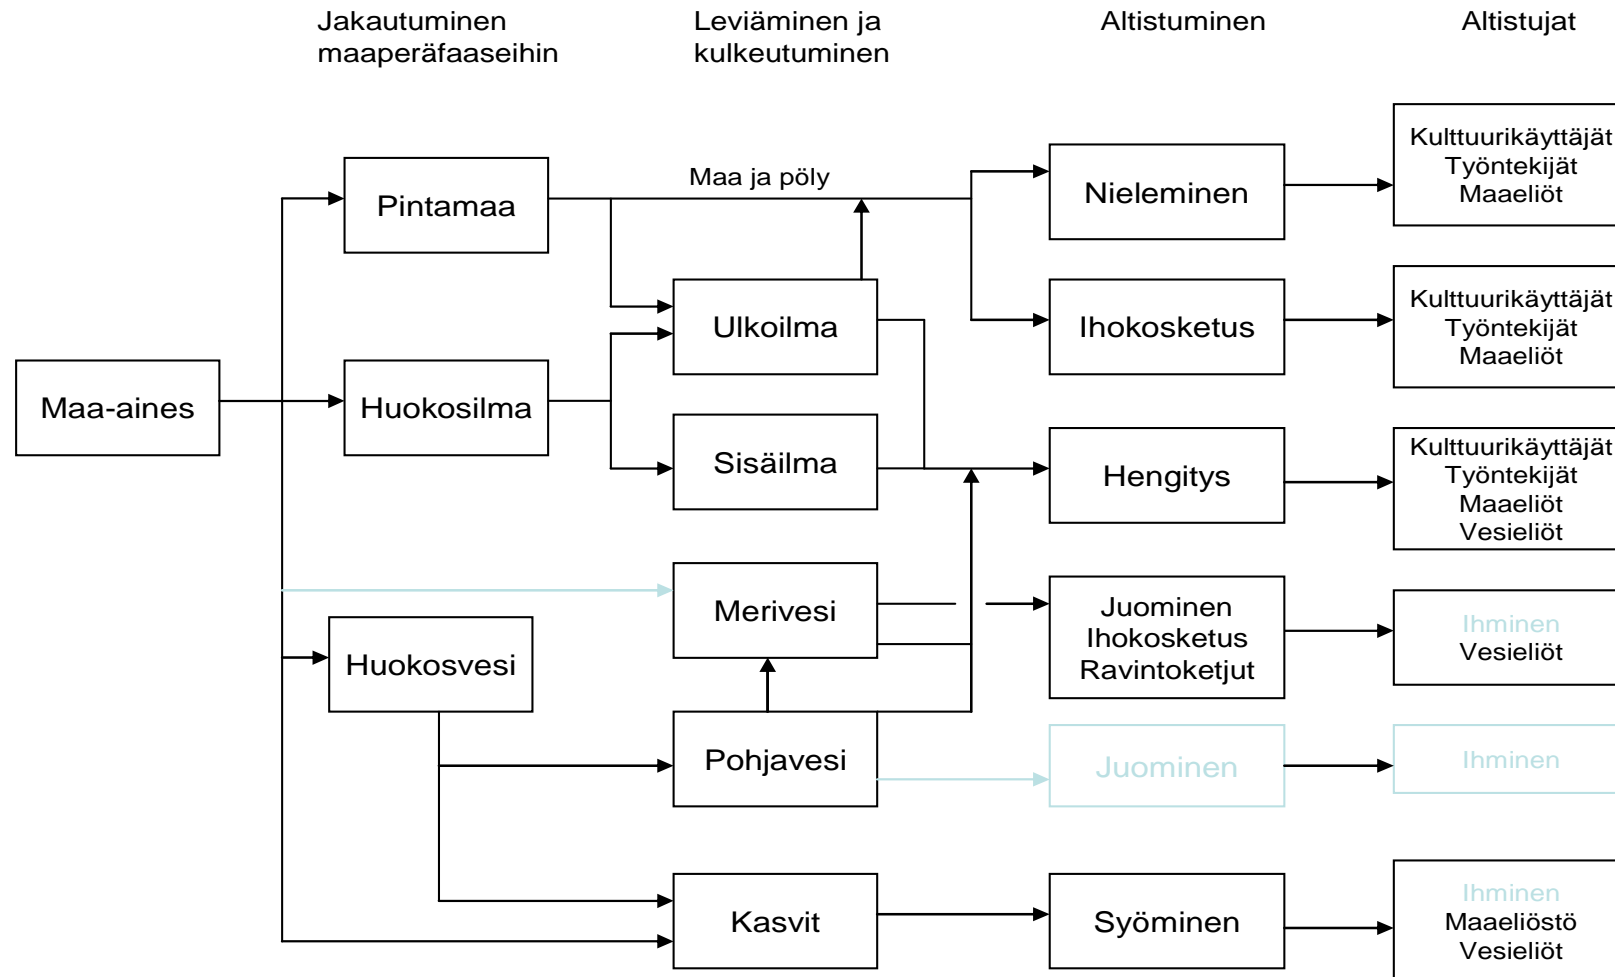 Jakautuminen
maaperäfaaseihin
Leviäminen ja
kulkeutuminen
Altistuminen
Altistujat
Maa-aines
Pintamaa
Huokosilma
Huokosvesi
Maa ja pöly
Ulkoilma
Sisäilma
Merivesi
Pohjavesi
Kasvit
Nieleminen
Ihokosketus
Hengitys
Juominen
Ihokosketus
Ravintoketjut
Juominen
Syöminen
Kulttuurikäyttäjät
Työntekijät
Maaeliöt
Kulttuurikäyttäjät
Työntekijät
Maaeliöt
Kulttuurikäyttäjät
Työntekijät
Maaeliöt
Vesieliöt
Ihminen
Vesieliöt
Ihminen
Ihminen
Maaeliöstö
Vesieliöt